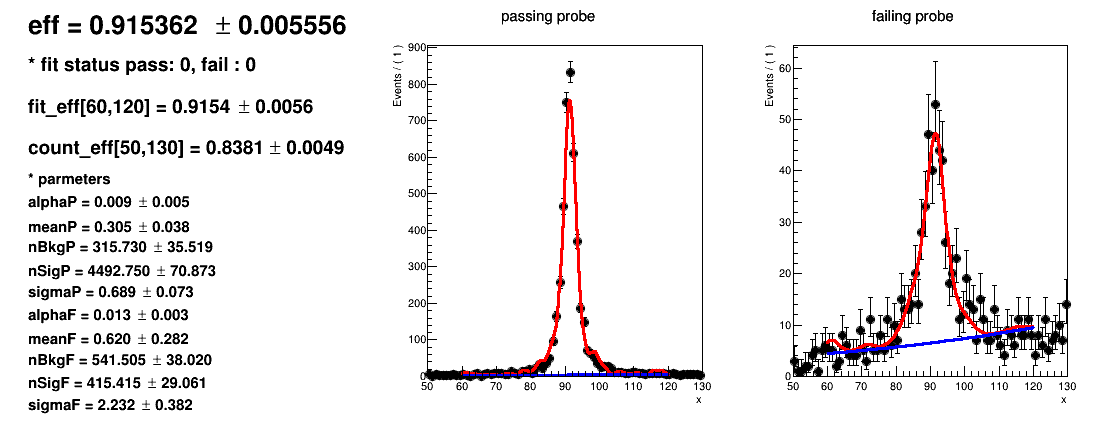 eff = 0.915362 ± 0.005556
* fit status pass: 0, fail : 0
fit_eff[60,120] = 0.9154 ± 0.0056
count_eff[50,130] = 0.8381 ± 0.0049
* parmeters
alphaP = 0.009 ± 0.005
meanP = 0.305 ± 0.038
nBkgP = 315.730 ± 35.519
nSigP = 4492.750 ± 70.873
sigmaP = 0.689 ± 0.073
alphaF = 0.013 ± 0.003
meanF = 0.620 ± 0.282
nBkgF = 541.505 ± 38.020
nSigF = 415.415 ± 29.061
sigmaF = 2.232 ± 0.382
passing probe
Events / ( 1 )
900
800
700
600
500
400
300
200
100
0
50 60 70 80 90 100 110 120 130
x
failing probe
Events / ( 1 )
60
50
40
30
20
10
0
50 60 70 80 90 100 110 120 130
x